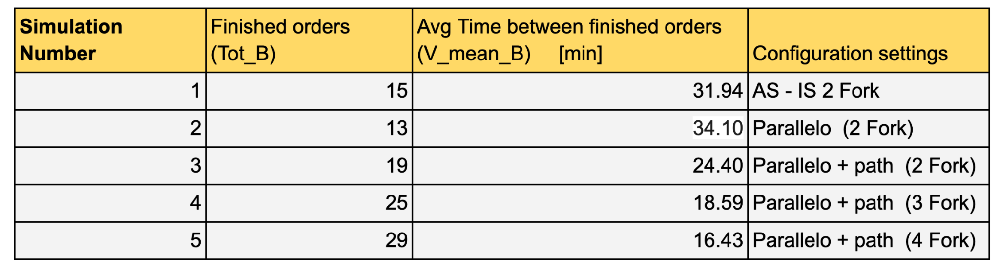 Simulation Number
Finished orders (Tot_B)
Avg Time between finished orders (V_mean_B) [min]
Configuration settings
1 15 31.94 AS - IS 2 Fork
2 13 34.10 Parallelo (2 Fork)
3 19 24.40 Parallelo + path (2 Fork)
4 25 18.59 Parallelo + path (3 Fork)
5 29 16.43 Parallelo + path (4 Fork)